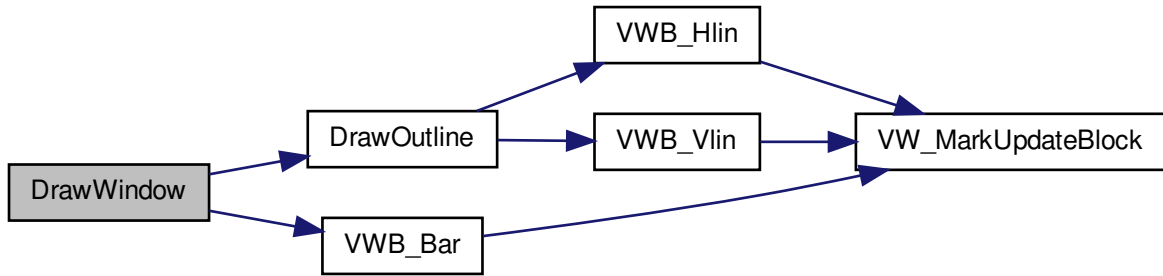 VWB_Hlin
DrawOutline
VWB_Vlin
VW_MarkUpdateBlock
DrawWindow
VWB_Bar